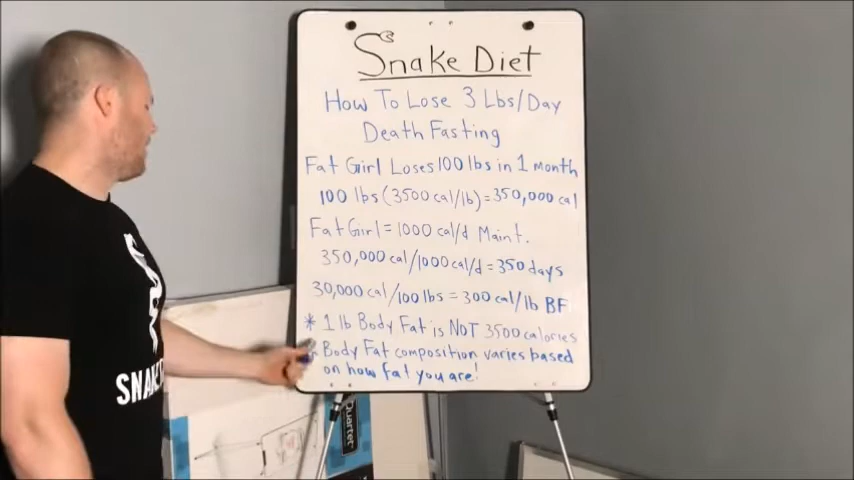 Snake Diet
How To Lose 3 Lbs/Day
Death Fasting
Fat Girl Loses 100 lbs in 1 month
100 lbs (3500 cal/lb) = 350,000 cal
Fat Girl = 1000 cal/d Maint.
350,000 cal/1000 cal/d = 350 days
30,000 cal/100 lbs = 300 cal/lb BF
* 1 lb Body Fat is NOT 3500 calories
* Body Fat composition varies based
on how fat you are!
SNAK
Quartet